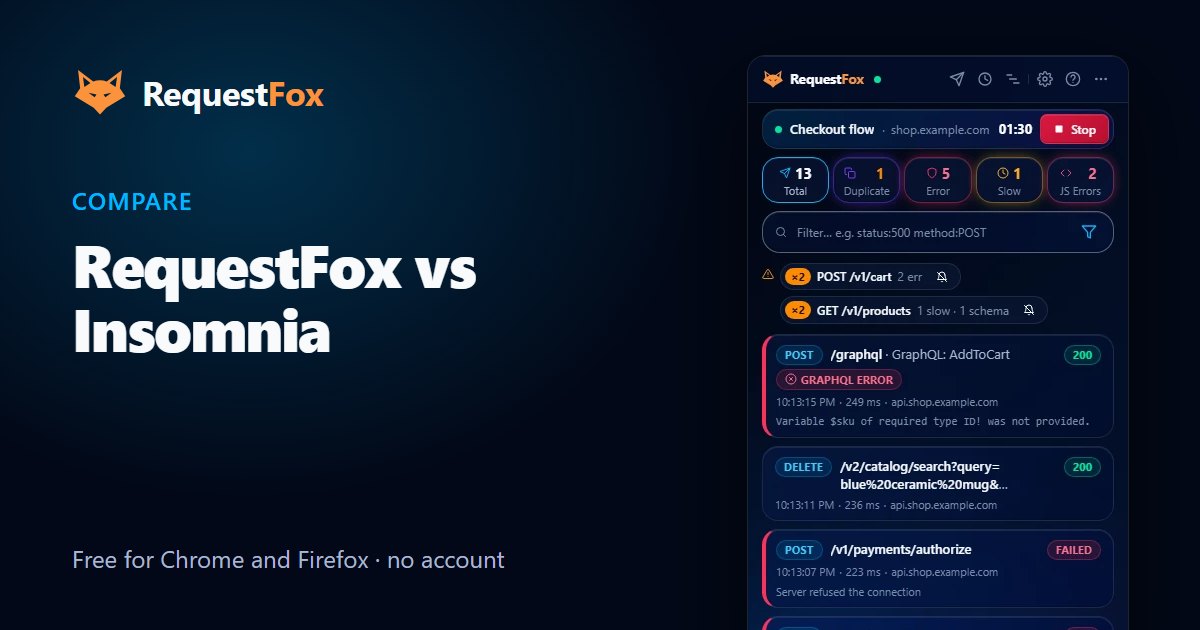 RequestFox
COMPARE
RequestFox vs
Insomnia
Free for Chrome and Firefox · no account
RequestFox
Checkout flow · shop.example.com 01:30 Stop
13 1 5 1 2
Total Duplicate Error Slow JS Errors
Filter... e.g. status:500 method:POST
×2 POST /v1/cart 2 err
×2 GET /v1/products 1 slow · 1 schema
POST /graphql · GraphQL: AddToCart 200
GRAPHQL ERROR
10:13:15 PM · 249 ms · api.shop.example.com
Variable $sku of required type ID! was not provided.
DELETE /v2/catalog/search?query= 200
blue%20ceramic%20mug&...
10:13:11 PM · 236 ms · api.shop.example.com
POST /v1/payments/authorize FAILED
10:13:07 PM · 223 ms · api.shop.example.com
Server refused the connection